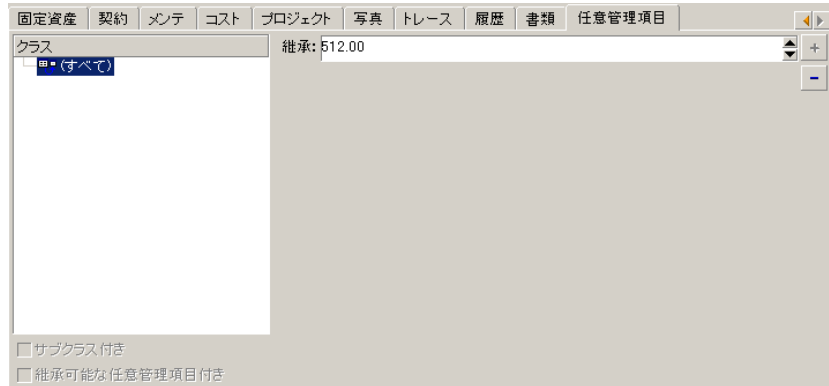 固定資産 契約 メンテ コスト プロジェクト 写真 トレース 履歴 書類 任意管理項目
クラス
(すべて)
継承: 512.00
サブクラス付き
継承可能な任意管理項目付き